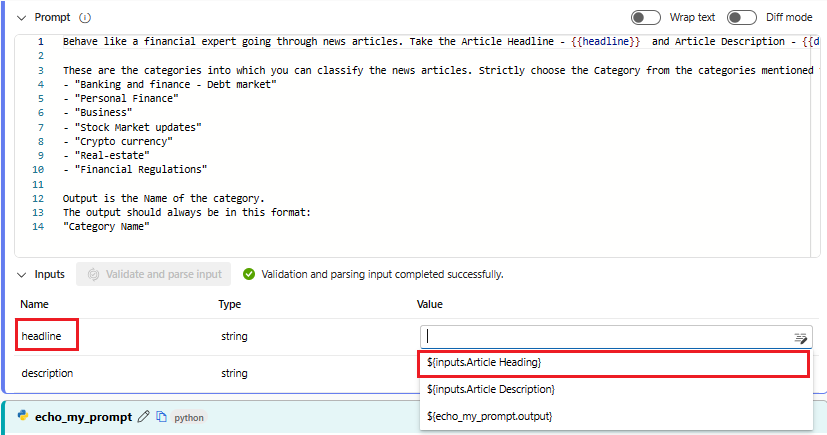 Prompt
Wrap text
Diff mode
1 Behave like a financial expert going through news articles. Take the Article Headline - {{headline}}  and Article Description - {{d
2
3 These are the categories into which you can classify the news articles. Strictly choose the Category from the categories mentioned
4 - "Banking and finance - Debt market"
5 - "Personal Finance"
6 - "Business"
7 - "Stock Market updates"
8 - "Crypto currency"
9 - "Real-estate"
10 - "Financial Regulations"
11
12 Output is the Name of the category.
13 The output should always be in this format:
14 "Category Name"
Inputs
Validate and parse input
Validation and parsing input completed successfully.
Name Type Value
headline string
${inputs.Article Heading}
description string
${inputs.Article Description}
${echo_my_prompt.output}
echo_my_prompt python